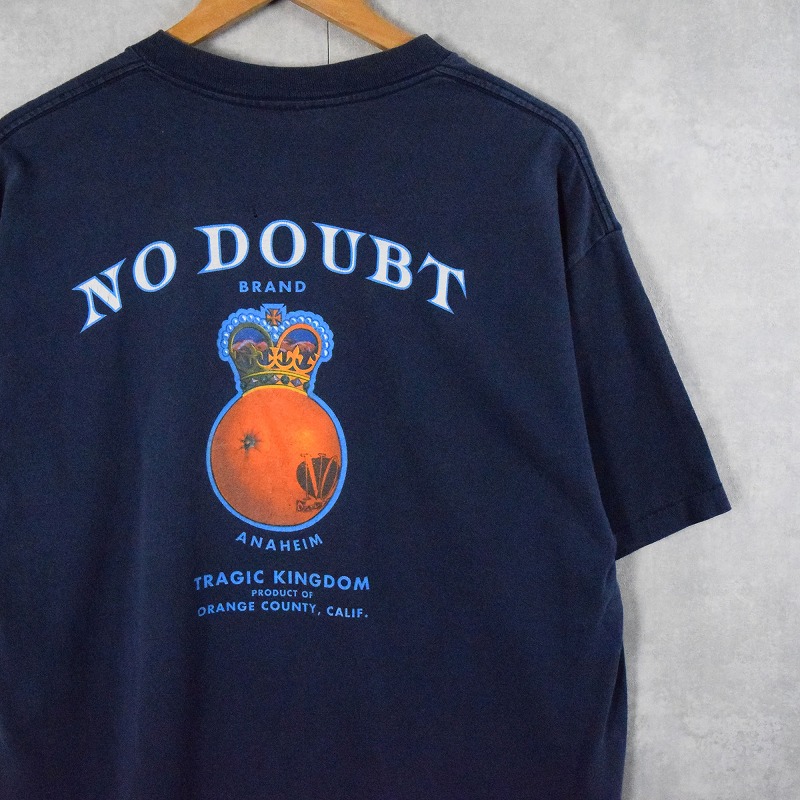 NO DOUBT
BRAND
ANAHEIM
TRAGIC KINGDOM
PRODUCT OF
ORANGE COUNTY, CALIF.